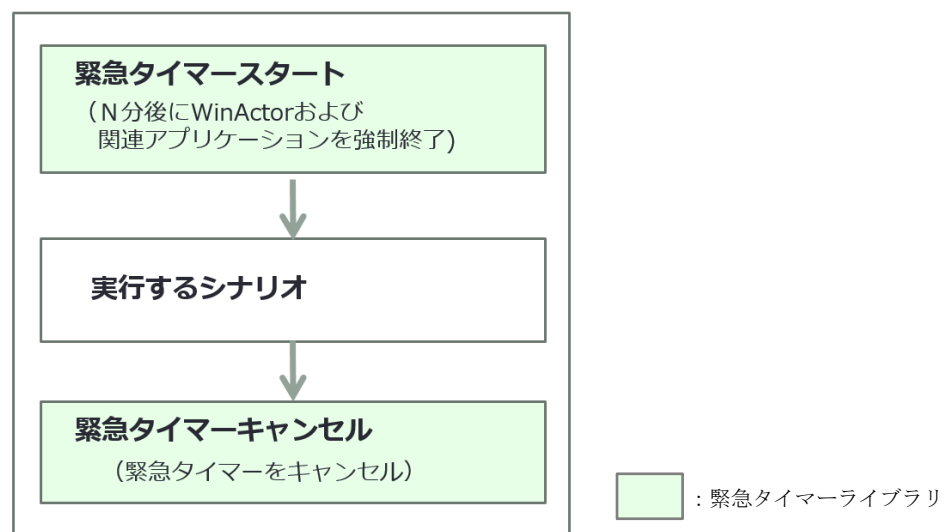 緊急タイマースタート
（Ｎ分後にWinActorおよび
関連アプリケーションを強制終了)
実行するシナリオ
緊急タイマーキャンセル
（緊急タイマーをキャンセル）
：緊急タイマーライブラリ